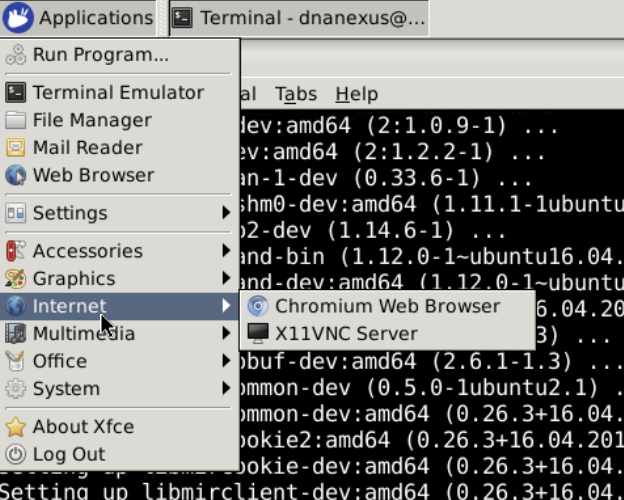 Applications
Terminal - dnanexus@...
Run Program...
al Tabs Help
Terminal Emulator
File Manager
Mail Reader
Web Browser
Settings
Accessories
Graphics
Internet
Multimedia
Office
System
About Xfce
Log Out
Chromium Web Browser
X11VNC Server
dev:amd64 (2:1.0.9-1) ...
ev:amd64 (2:1.2.2-1) ...
an-1-dev (0.33.6-1) ...
shm0-dev:amd64 (1.11.1-1ubuntu
b2-dev (1.14.6-1) ...
and-bin (1.12.0-1~ubuntu16.04.
and-dev:amd64 (1.12.0-1~ubuntu
6.04.20
3) ...
obuf-dev:amd64 (2.6.1-1.3) ...
ommon-dev (0.5.0-1ubuntu2.1) .
ommon-dev:amd64 (0.26.3+16.04.
ookie2:amd64 (0.26.3+16.04.201
ookie-dev:amd64 (0.26.3+16.04.
Setting up libmirclient-dev:amd64 (0.26.3+16.04.